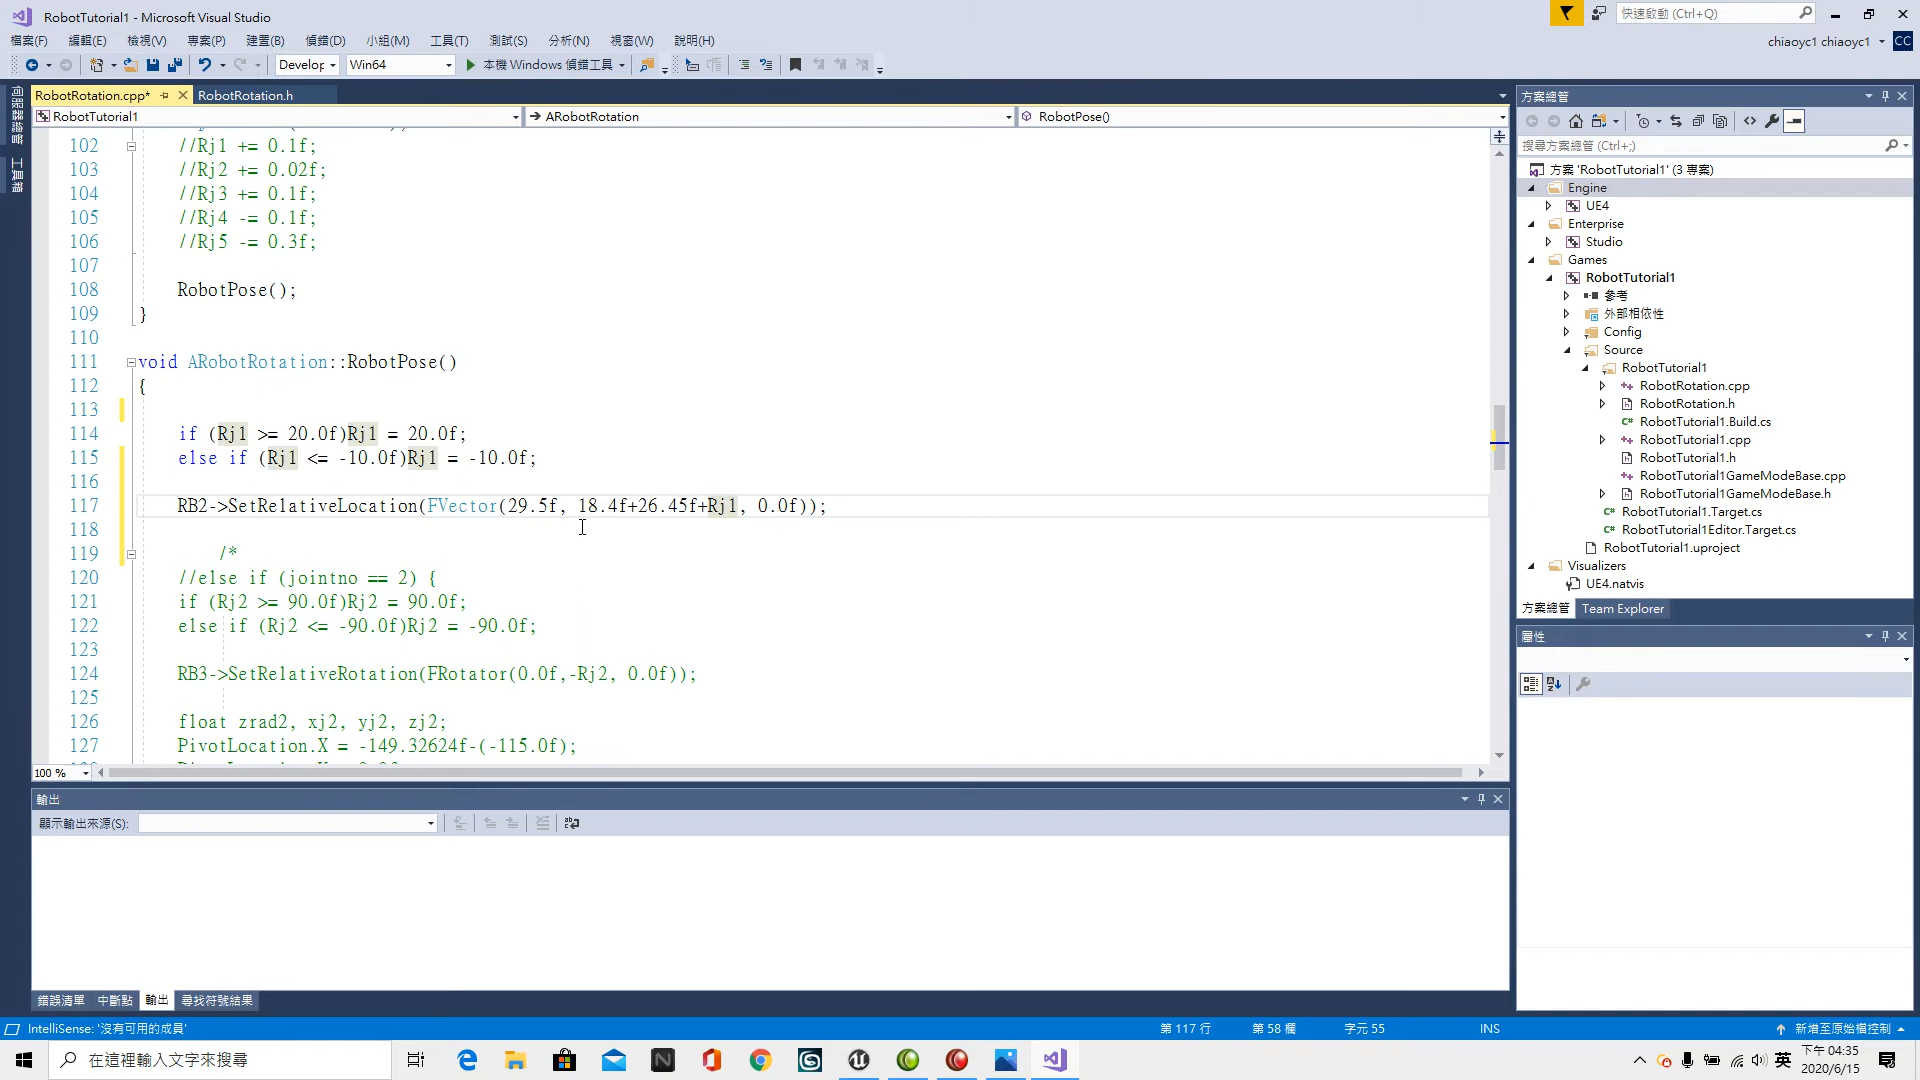 RobotTutorial1 - Microsoft Visual Studio
快速啟動 (Ctrl+Q)
檔案(F) 編輯(E) 檢視(V) 專案(P) 建置(B) 偵錯(D) 小組(M) 工具(T) 測試(S) 分析(N) 視窗(W) 說明(H)
chiaoyc1 chiaoyc1 CC
Develop Win64 本機 Windows 偵錯工具
伺服器總管
工具箱
RobotRotation.cpp* RobotRotation.h
RobotTutorial1 ARobotRotation RobotPose()
102 //Rj1 += 0.1f;
103 //Rj2 += 0.02f;
104 //Rj3 += 0.1f;
105 //Rj4 -= 0.1f;
106 //Rj5 -= 0.3f;
107
108 RobotPose();
109 }
110
111 void ARobotRotation::RobotPose()
112 {
113
114 if (Rj1 >= 20.0f)Rj1 = 20.0f;
115 else if (Rj1 <= -10.0f)Rj1 = -10.0f;
116
117 RB2->SetRelativeLocation(FVector(29.5f, 18.4f+26.45f+Rj1, 0.0f));
118
119 /*
120 //else if (jointno == 2) {
121 if (Rj2 >= 90.0f)Rj2 = 90.0f;
122 else if (Rj2 <= -90.0f)Rj2 = -90.0f;
123
124 RB3->SetRelativeRotation(FRotator(0.0f,-Rj2, 0.0f));
125
126 float zrad2, xj2, yj2, zj2;
127 PivotLocation.X = -149.32624f-(-115.0f);
100 %
輸出
顯示輸出來源(S):
錯誤清單 中斷點 輸出 尋找符號結果
方案總管
搜尋方案總管 (Ctrl+;)
方案 'RobotTutorial1' (3 專案)
Engine
UE4
Enterprise
Studio
Games
RobotTutorial1
參考
外部相依性
Config
Source
RobotTutorial1
RobotRotation.cpp
RobotRotation.h
RobotTutorial1.Build.cs
RobotTutorial1.cpp
RobotTutorial1.h
RobotTutorial1GameModeBase.cpp
RobotTutorial1GameModeBase.h
RobotTutorial1.Target.cs
RobotTutorial1Editor.Target.cs
RobotTutorial1.uproject
Visualizers
UE4.natvis
方案總管 Team Explorer
屬性
IntelliSense: '沒有可用的成員' 第 117 行 第 58 欄 字元 55 INS 新增至原始檔控制
在這裡輸入文字來搜尋
英
下午 04:35
2020/6/15